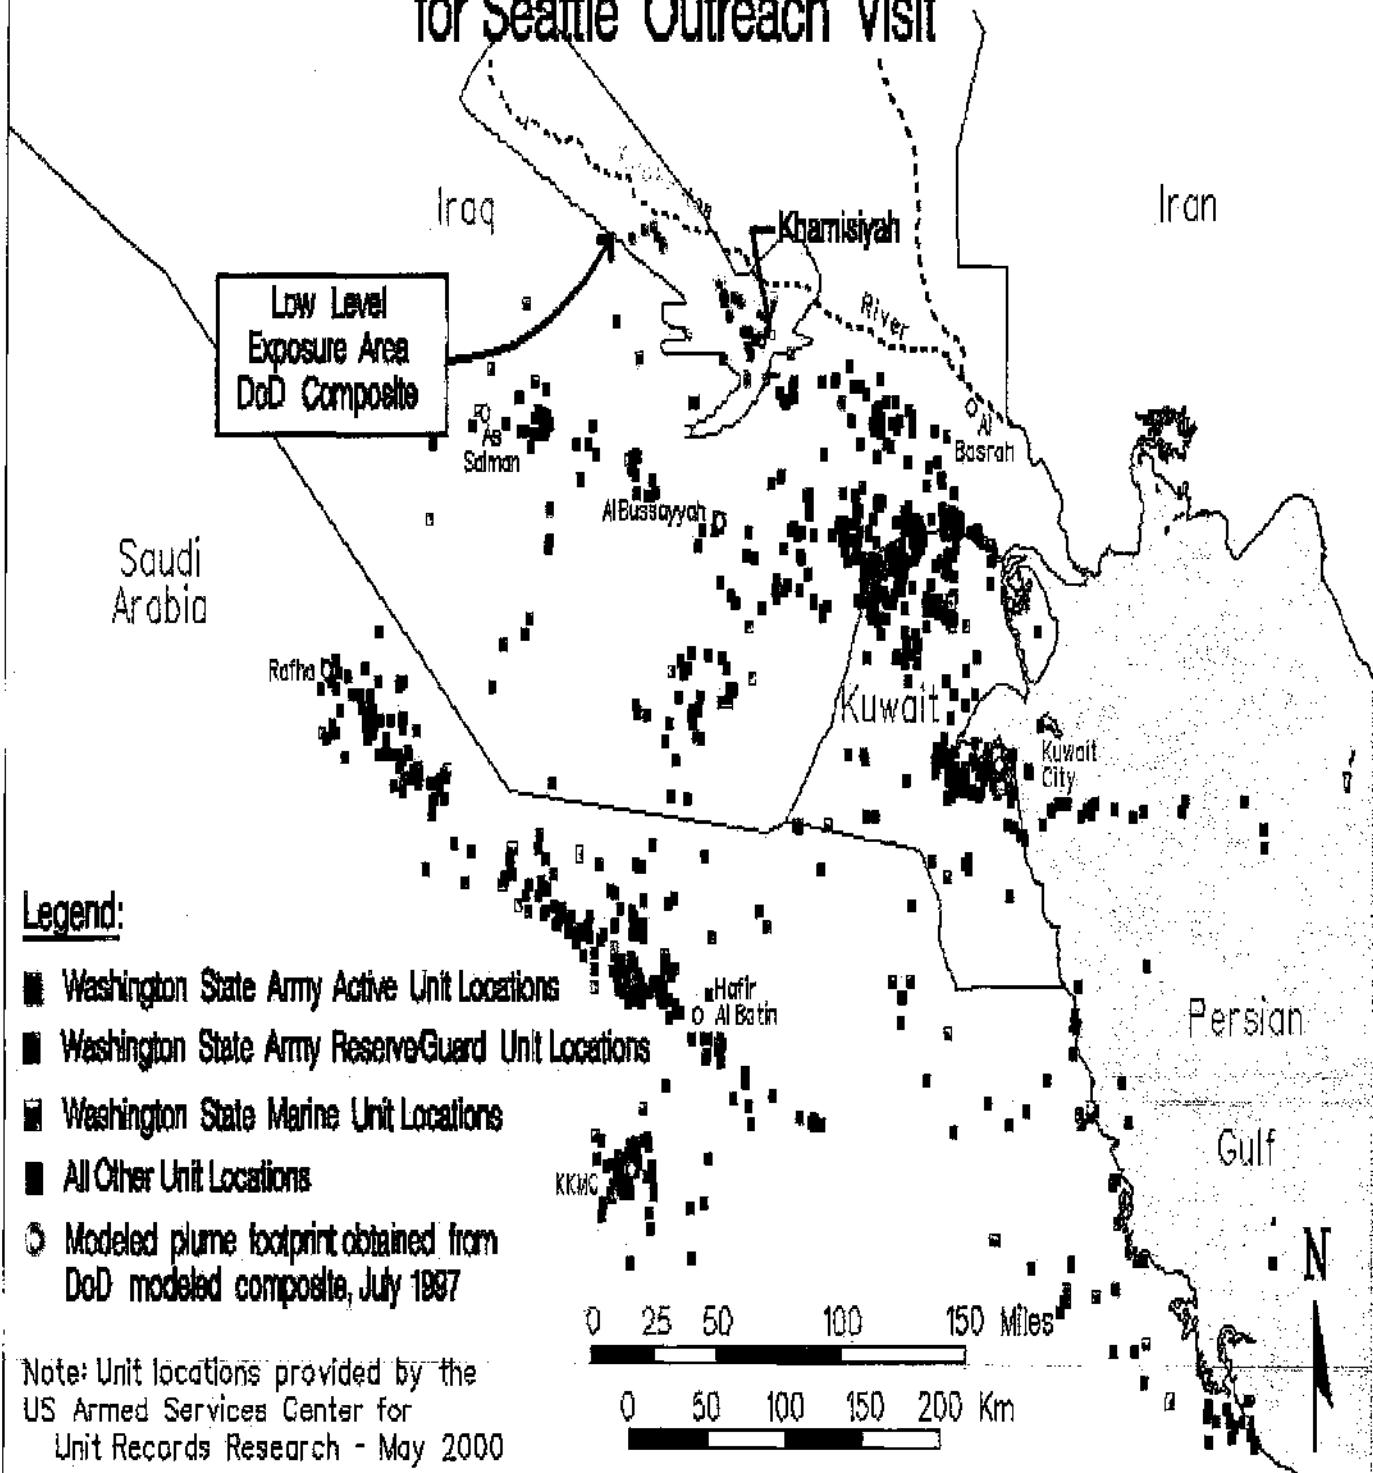 for Seattle Outreach Visit
Iraq
Iran
Khamisiyah
Low Level
Exposure Area
DoD Composite
River
As
Salman
Al
Basrah
Al Bussayyah
Saudi
Arabia
Rafha
Kuwait
Kuwait
City
Legend:
Washington State Army Active Unit Locations
Washington State Army Reserve/Guard Unit Locations
Washington State Marine Unit Locations
All Other Unit Locations
Modeled plume footprint obtained from
DoD modeled composite, July 1997
Hafir
Al Batin
KKMC
Persian
Gulf
N
0 25 50 100 150 Miles
0 50 100 150 200 Km
Note: Unit locations provided by the
US Armed Services Center for
Unit Records Research - May 2000